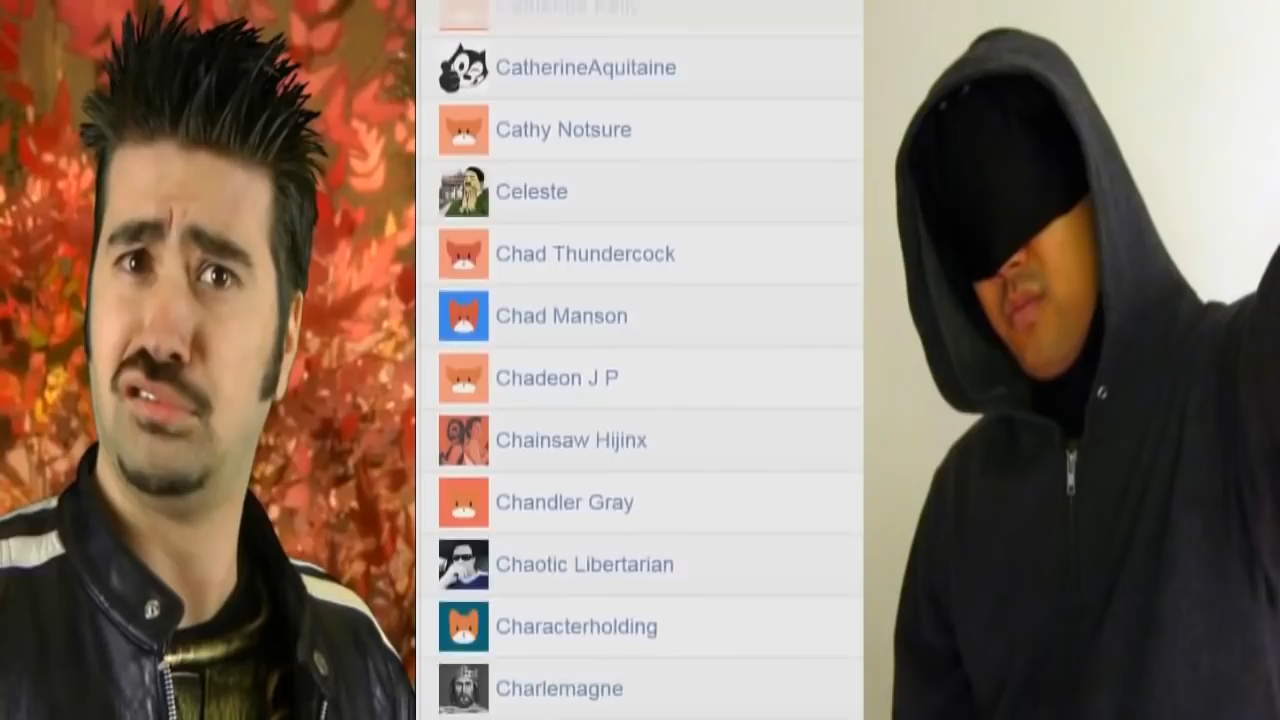 CatherineAquitaine
Cathy Notsure
Celeste
Chad Thundercock
Chad Manson
Chadeon J P
Chainsaw Hijinx
Chandler Gray
Chaotic Libertarian
Characterholding
Charlemagne